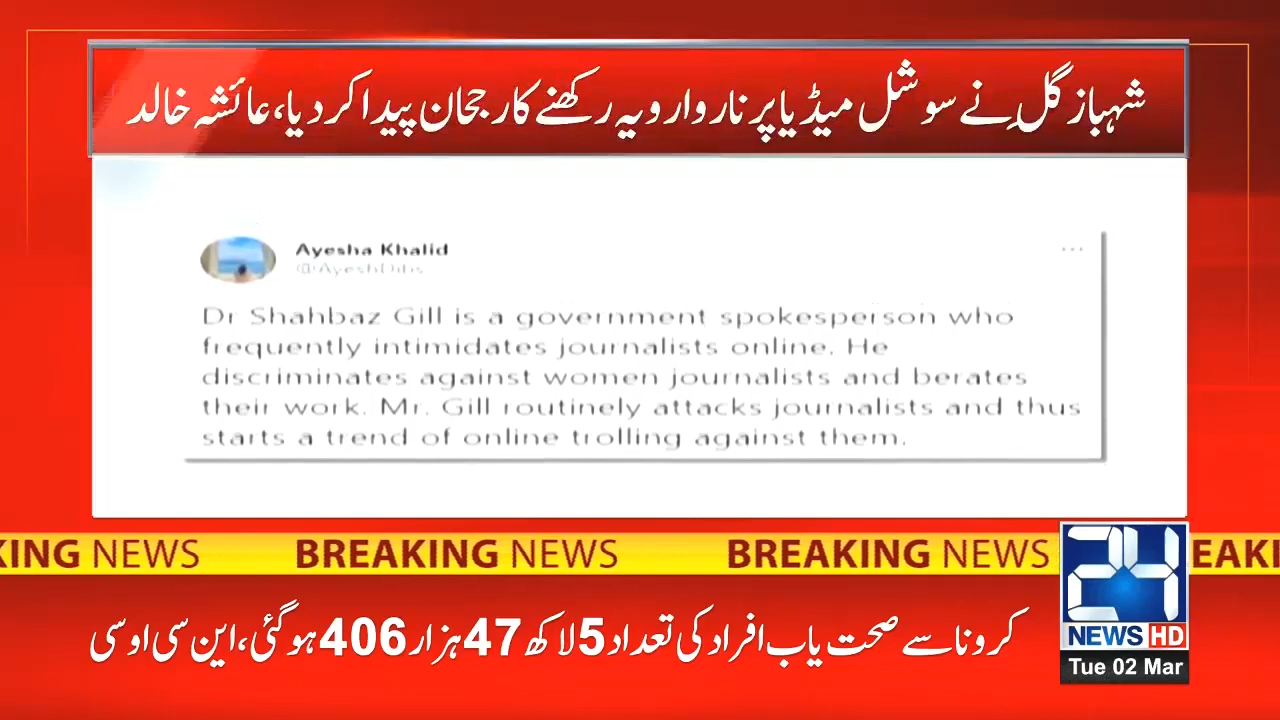 شہباز گِل نے سوشل میڈیا پر ناروا رویہ رکھنے کا رجحان پیدا کر دیا، عائشہ خالد
Ayesha Khalid
Dr Shahbaz Gill is a government spokesperson who
frequently intimidates journalists online. He
discriminates against women journalists and berates
their work. Mr. Gill routinely attacks journalists and thus
starts a trend of online trolling against them.
KING NEWS BREAKING NEWS BREAKING NEWS EAKI
24
NEWS HD
Tue 02 Mar
کرونا سے صحت یاب افراد کی تعداد 5 لاکھ 47 ہزار 406 ہو گئی، این سی او سی